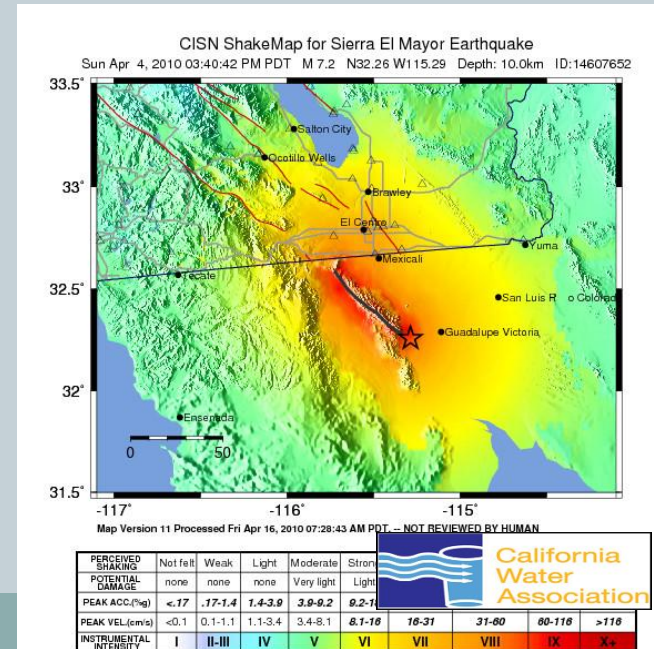 CISN ShakeMap for Sierra El Mayor Earthquake
Sun Apr 4, 2010 03:40:42 PM PDT M 7.2 N32.26 W115.29 Depth: 10.0km ID:14607652
33.5°
Salton City
Ocotillo Wells
33°
Brawley
El Centro
Yuma
Mexicali
Tecate
32.5°
San Luis R
Colorad
Guadalupe Victoria
32°
Ensenada
0 50
31.5°
-117° -116° -115°
Map Version 11 Processed Fri Apr 16, 2010 07:28:43 AM PDT, -- NOT REVIEWED BY HUMAN
PERCEIVED SHAKING Not felt Weak Light Moderate Strong
POTENTIAL DAMAGE none none none Very light Light
PEAK ACC.(%g) <.17 .17-1.4 1.4-3.9 3.9-9.2
PEAK VEL.(cm/s) <0.1 0.1-1.1 1.1-3.4 3.4-8.1 8.1-16 16-31 31-60 60-116 >116
INSTRUMENTAL INTENSITY I II-III IV V VI VII VIII IX X+
California
Water
Association